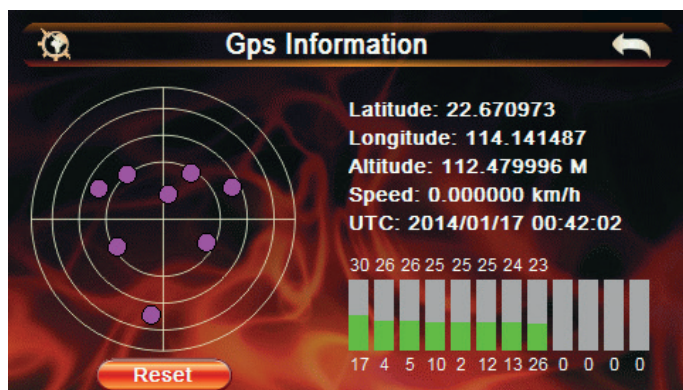 Gps Information
Latitude: 22.670973
Longitude: 114.141487
Altitude: 112.479996 M
Speed: 0.000000 km/h
UTC: 2014/01/17 00:42:02
30 26 26 25 25 25 24 23
17 4 5 10 2 12 13 26 0 0 0 0
Reset